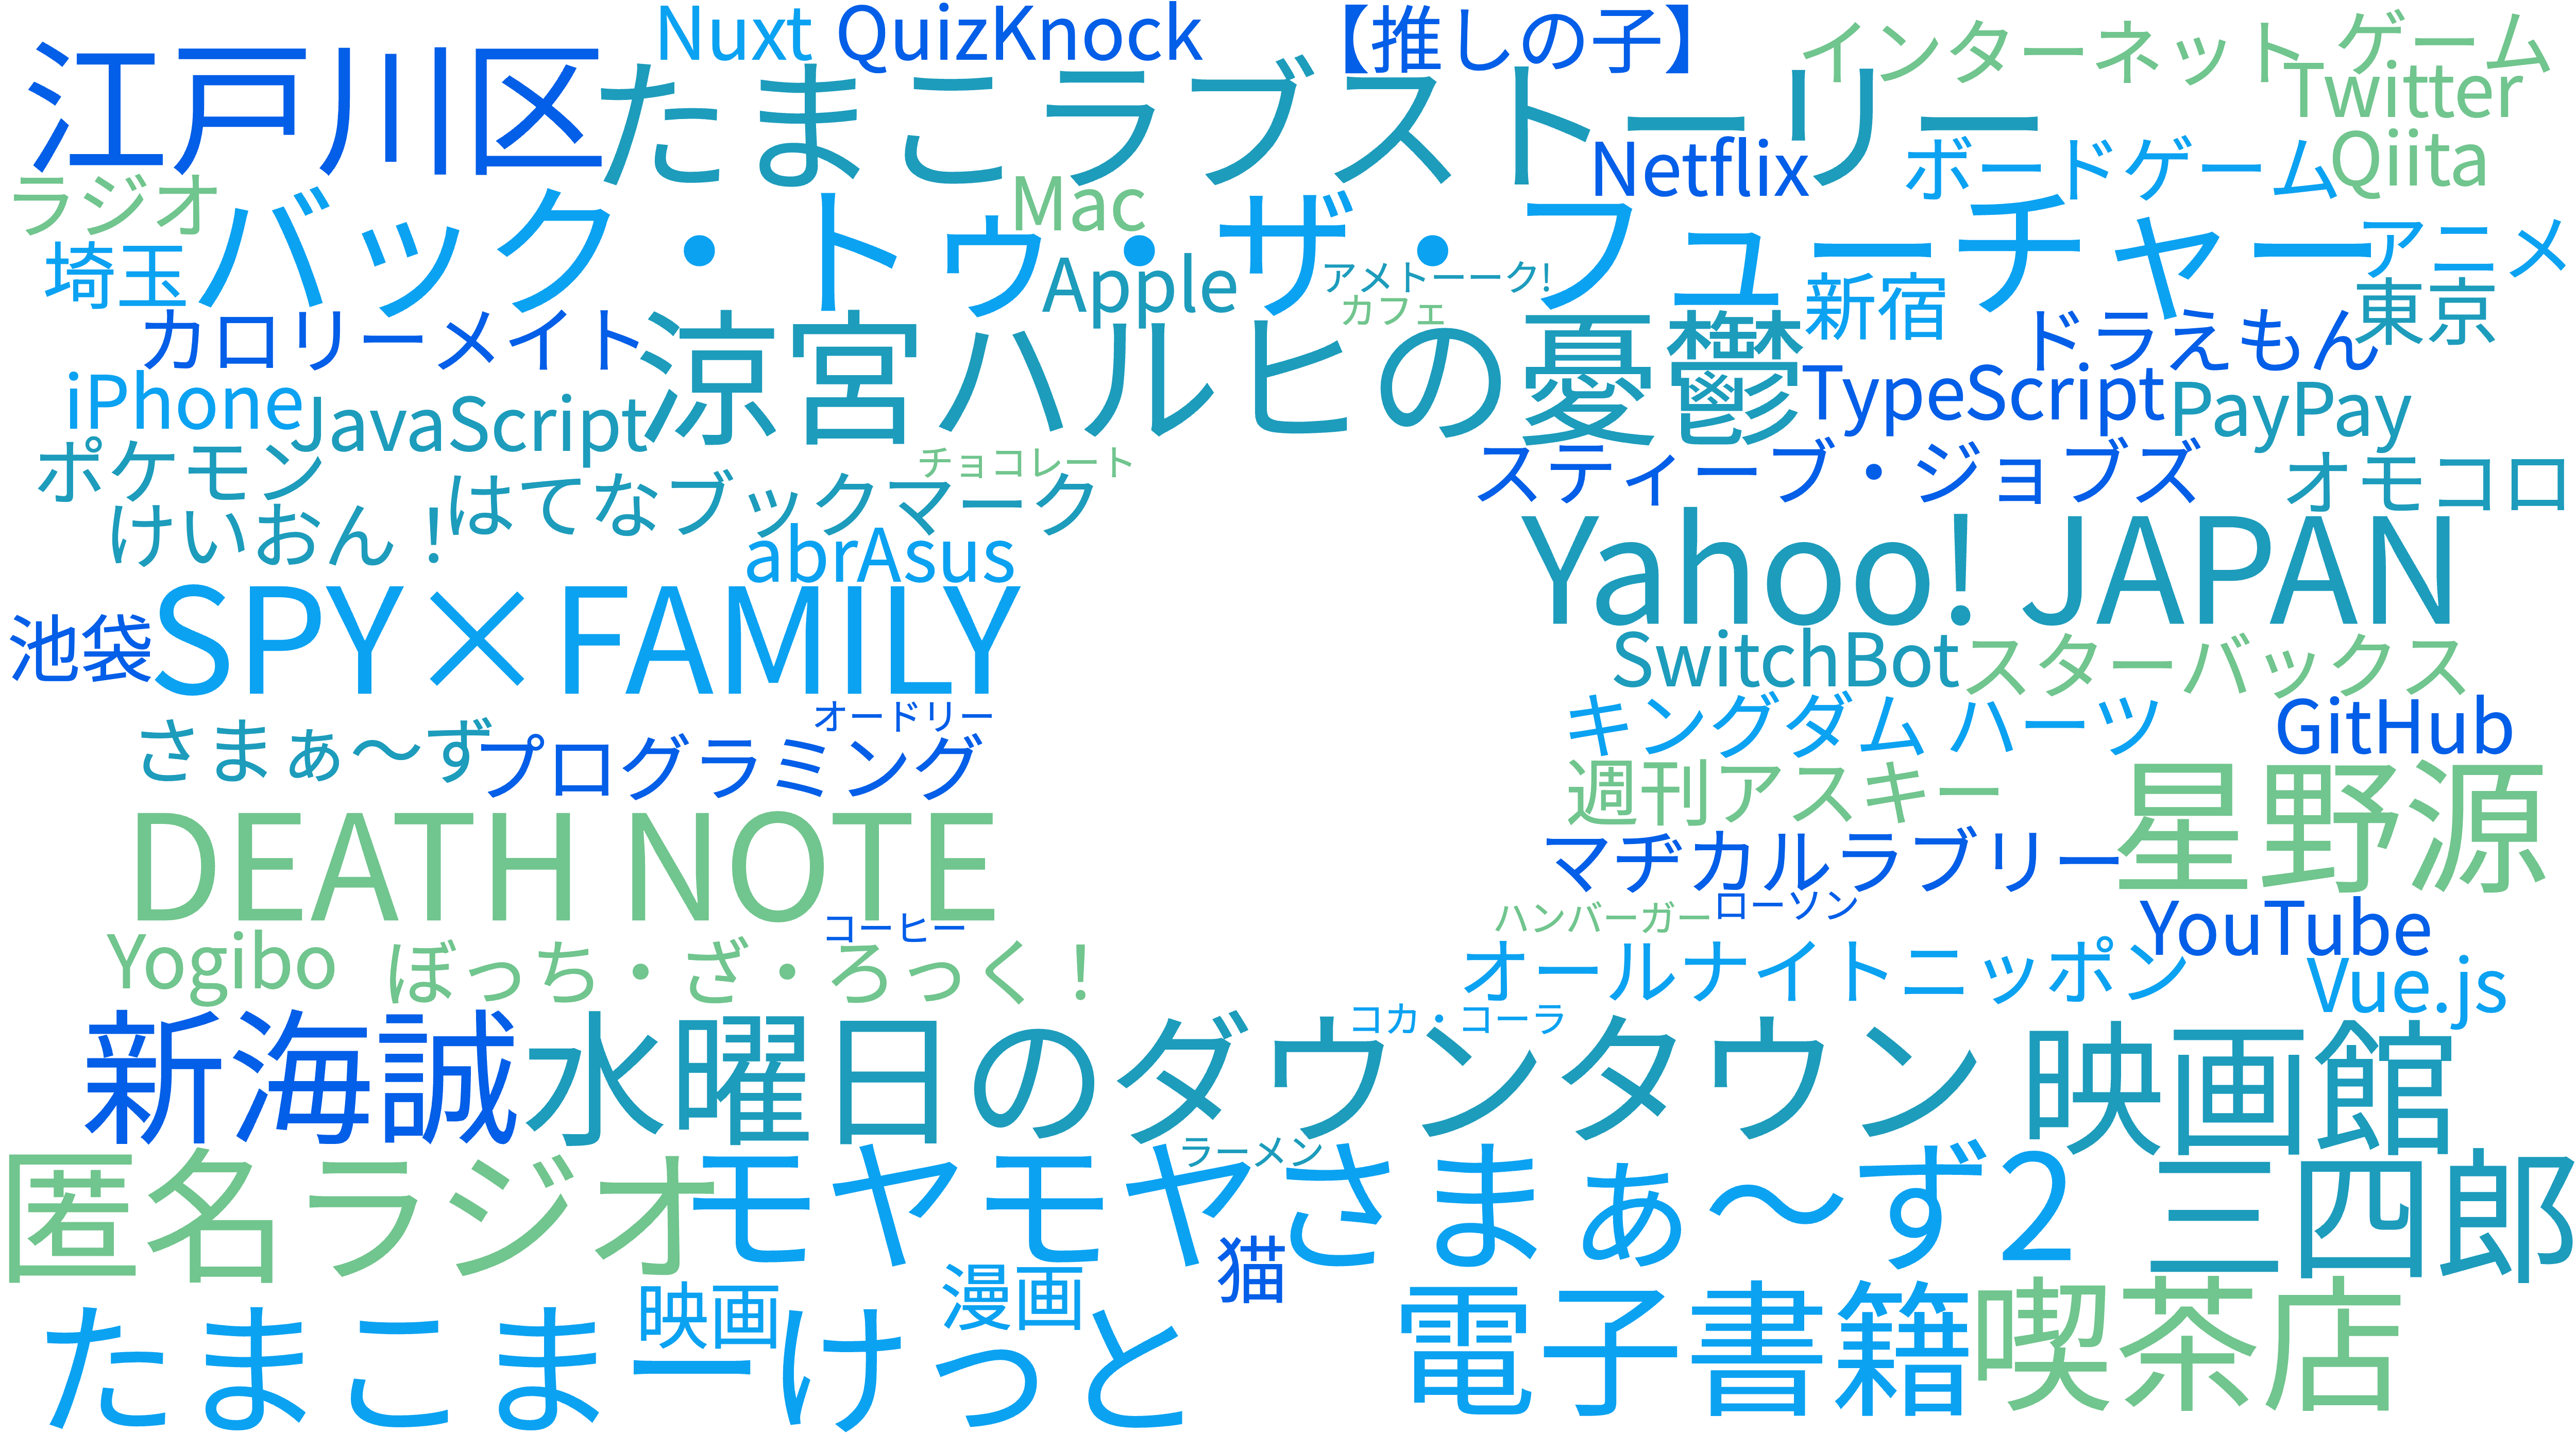 Nuxt
QuizKnock
【推しの子】
インターネット
ゲーム
江戸川区
たまこラブストーリー
Twitter
Netflix
ボードゲーム
Qiita
ラジオ
Mac
バック・トゥ・ザ・フューチャー
アニメ
埼玉
Apple
アメトーーク!
カフェ
新宿
東京
カロリーメイト
涼宮ハルヒの憂鬱
ドラえもん
iPhone
JavaScript
TypeScript
PayPay
ポケモン
チョコレート
スティーブ・ジョブズ
オモコロ
けいおん！
はてなブックマーク
abrAsus
Yahoo! JAPAN
池袋
SPY×FAMILY
SwitchBot
スターバックス
さまぁ〜ず
オードリー
プログラミング
キングダム ハーツ
GitHub
週刊アスキー
星野源
DEATH NOTE
マヂカルラブリー
コーヒー
ハンバーガー
ローソン
YouTube
Yogibo
ぼっち・ざ・ろっく！
オールナイトニッポン
Vue.js
新海誠
水曜日のダウンタウン
コカ・コーラ
映画館
匿名ラジオ
モヤモヤさまぁ〜ず2
ラーメン
三四郎
猫
映画
漫画
たまこまーけっと
電子書籍
喫茶店